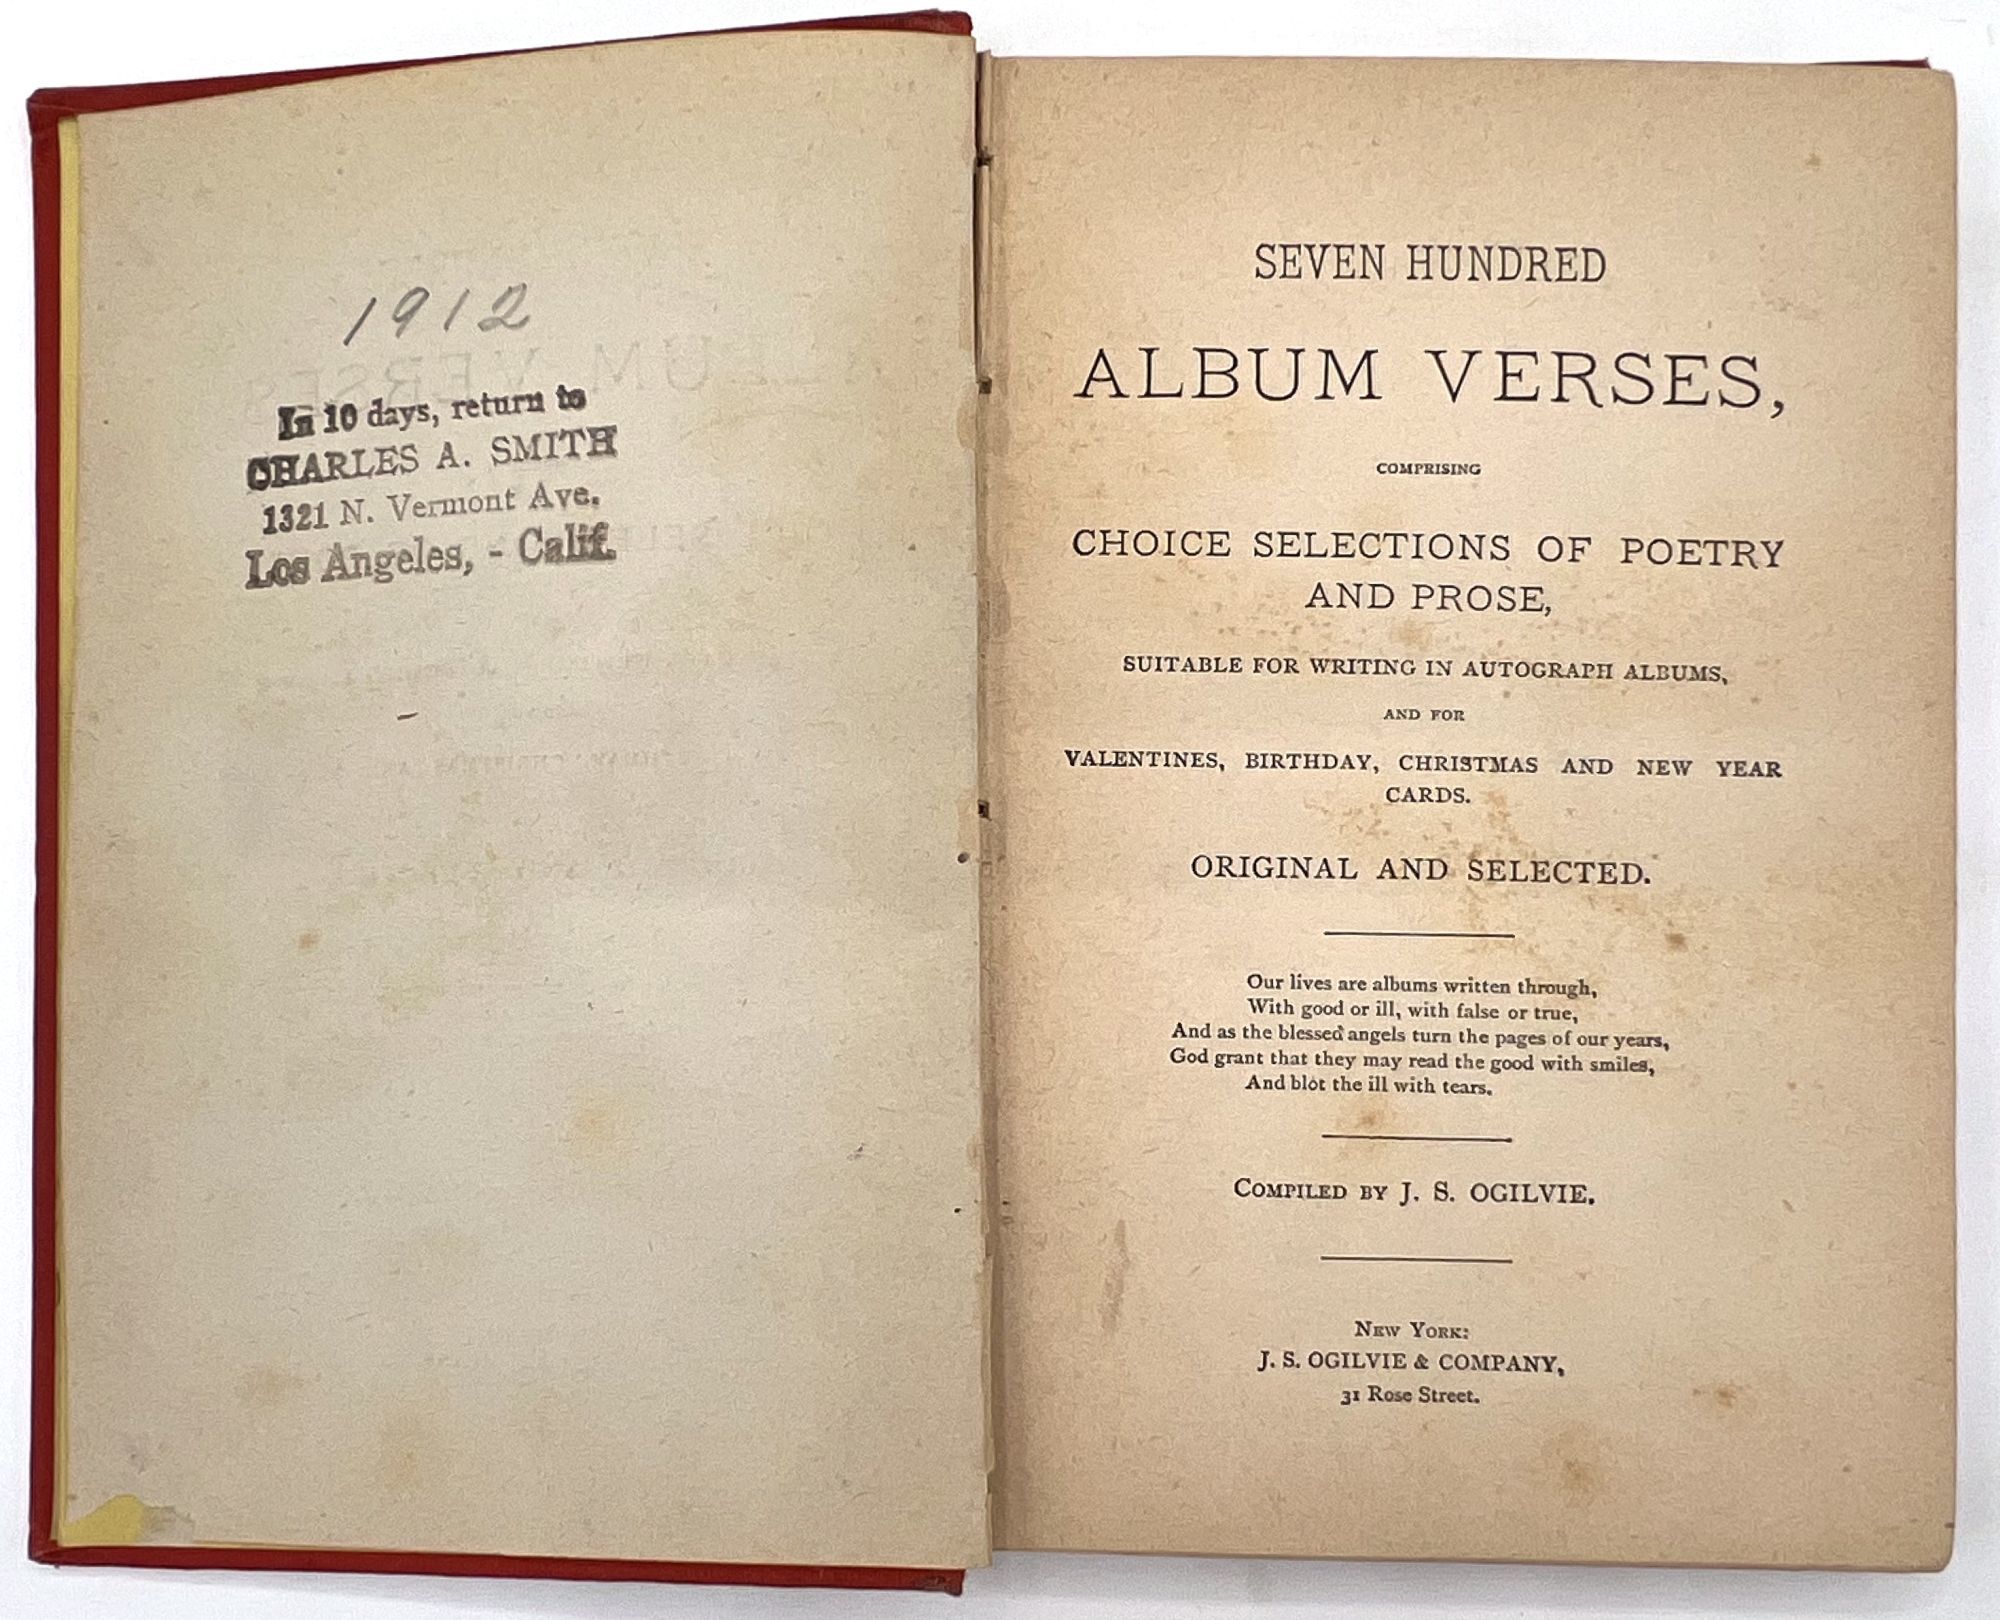 1912
In 10 days, return to
CHARLES A. SMITH
1321 N. Vermont Ave.
Los Angeles, - Calif.
SEVEN HUNDRED
ALBUM VERSES,
COMPRISING
CHOICE SELECTIONS OF POETRY
AND PROSE,
SUITABLE FOR WRITING IN AUTOGRAPH ALBUMS,
AND FOR
VALENTINES, BIRTHDAY, CHRISTMAS AND NEW YEAR
CARDS.
ORIGINAL AND SELECTED.
Our lives are albums written through,
With good or ill, with false or true,
And as the blessed angels turn the pages of our years,
God grant that they may read the good with smiles,
And blot the ill with tears.
COMPILED BY J. S. OGILVIE.
NEW YORK:
J. S. OGILVIE & COMPANY,
31 Rose Street.